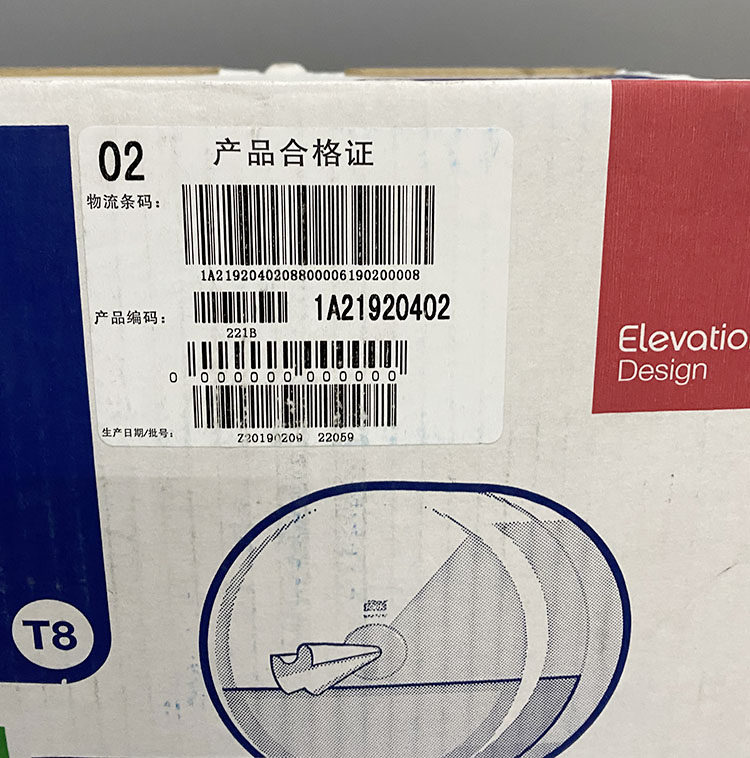 02
产品合格证
物流条码：
1A2192040208800006190200008
产品编码：
1A21920402
221B
0 000000 000000
生产日期/批号：
Z20190209 22059
Elevatio
Design
T8